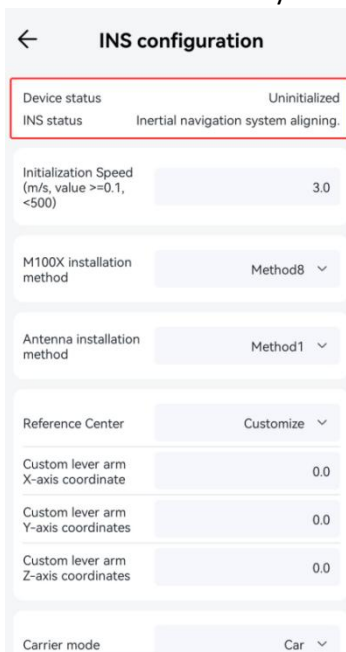 INS configuration
Device status Uninitialized
INS status Inertial navigation system aligning.
Initialization Speed
(m/s, value >=0.1,
<500)
3.0
M100X installation
method
Method8
Antenna installation
method
Method1
Reference Center Customize
Custom lever arm
X-axis coordinate
0.0
Custom lever arm
Y-axis coordinates
0.0
Custom lever arm
Z-axis coordinates
0.0
Carrier mode Car